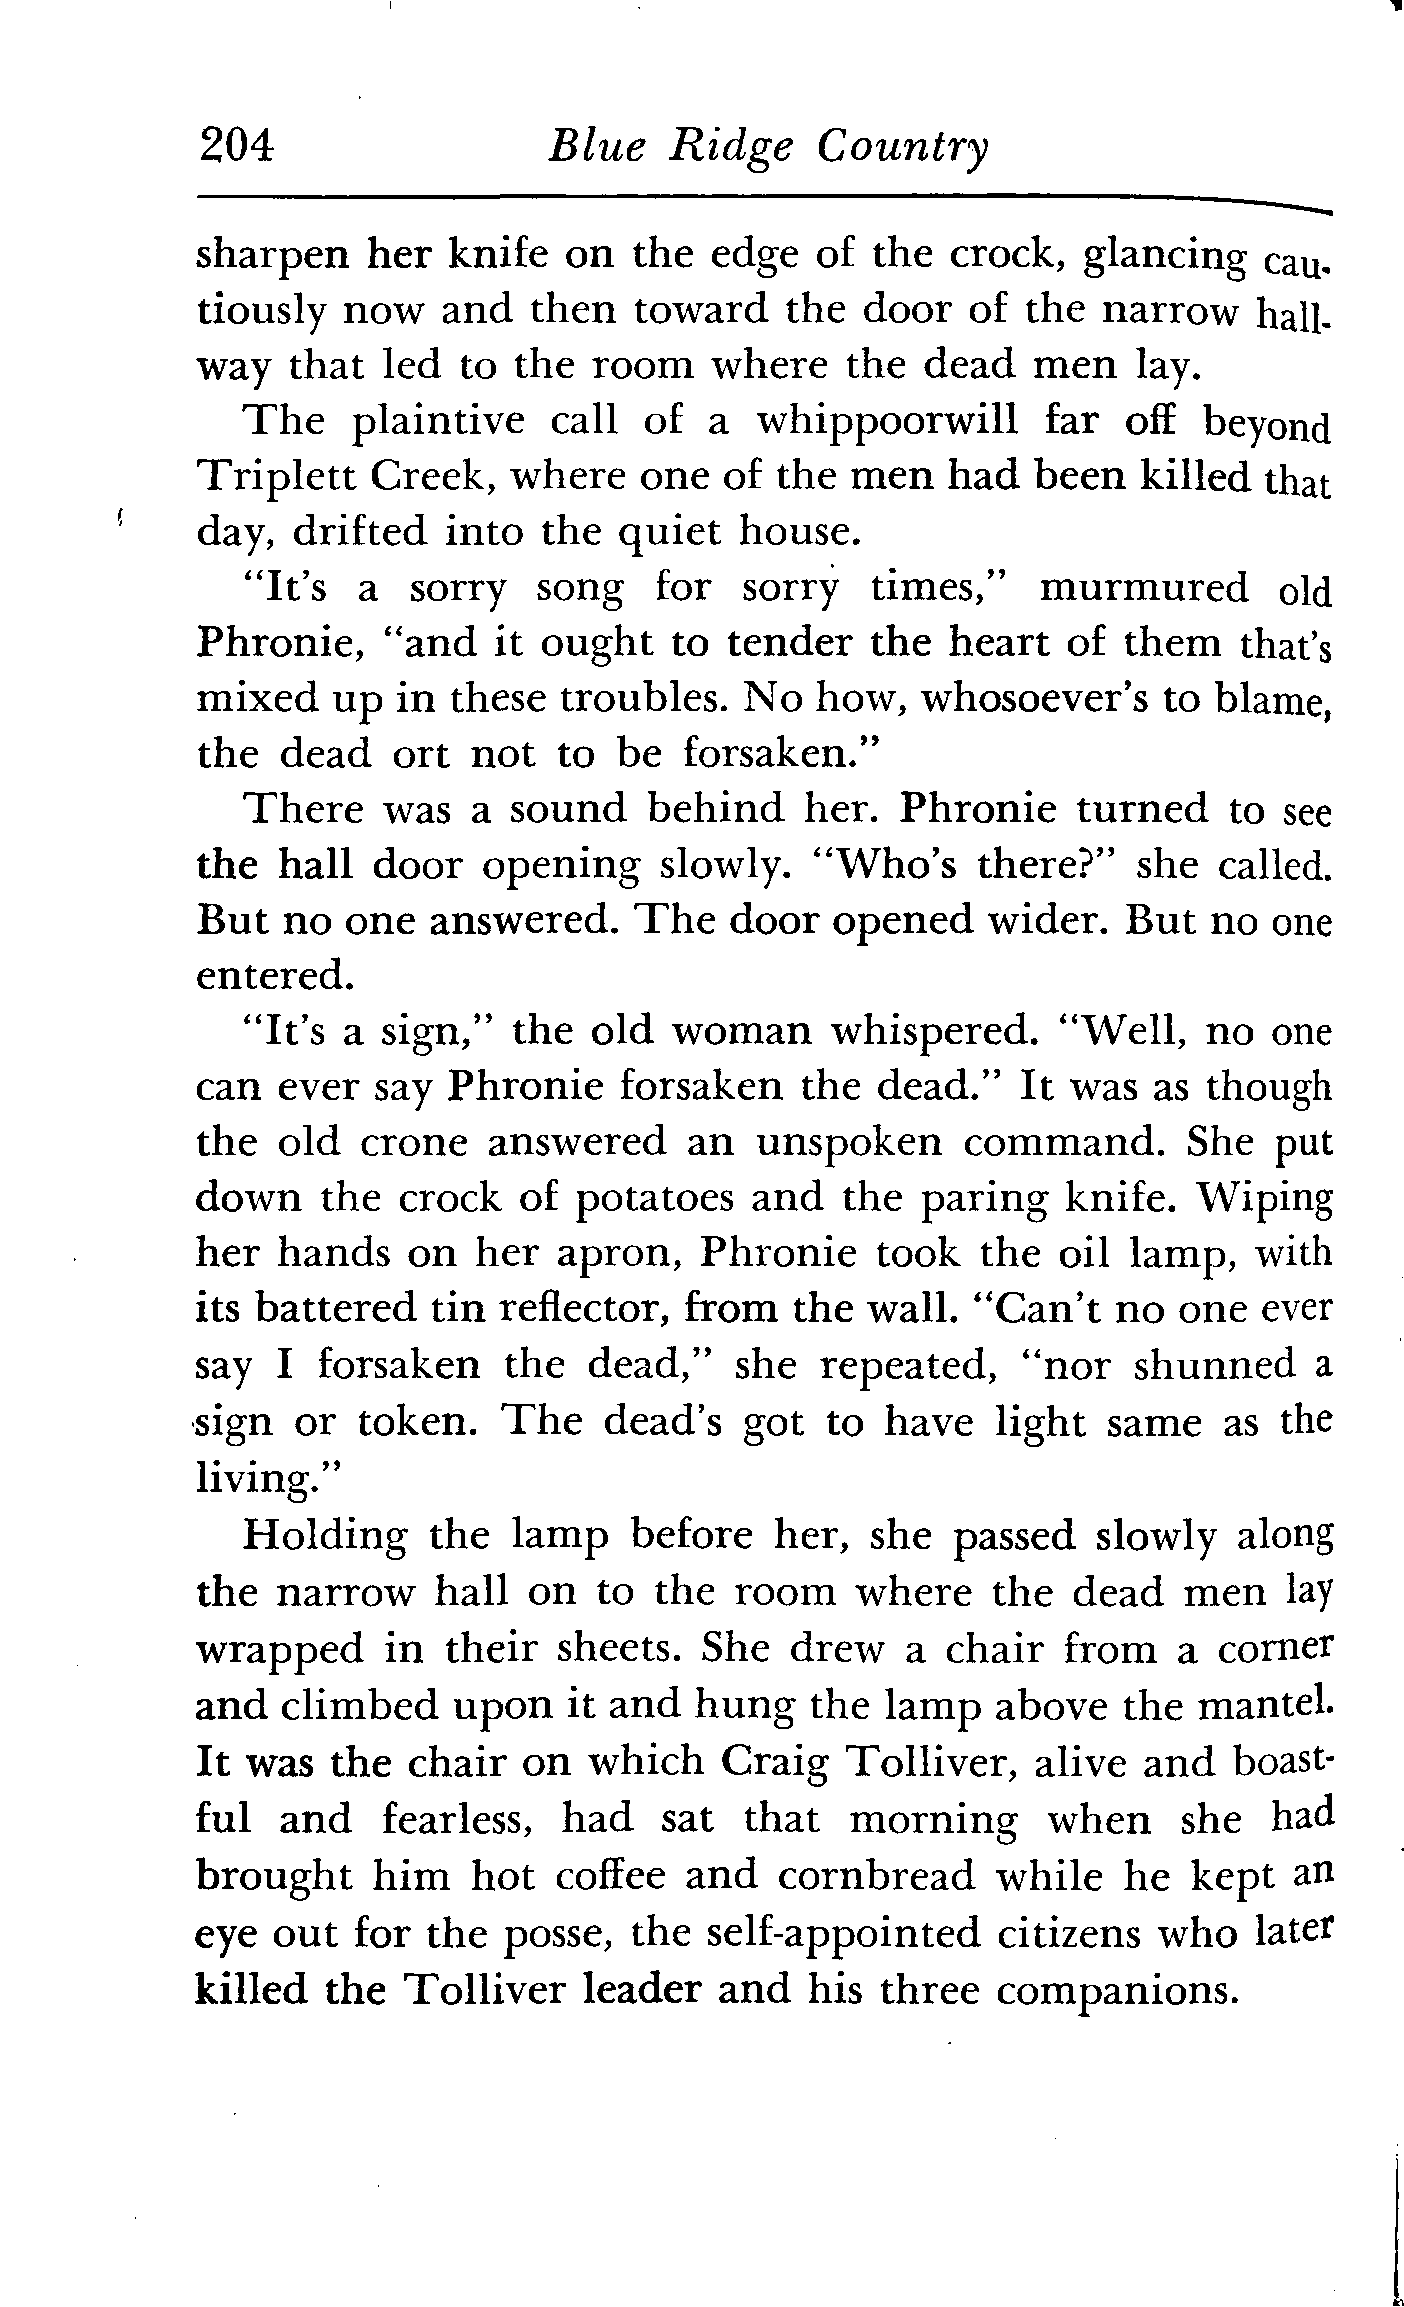 204 Blue Ridge Country
sharpen her knife on the edge of the crock, glancing cau-
tiously now and then toward the door of the narrow hall-
way that led to the room where the dead men lay.
The plaintive call of a whippoorwill far off beyond
Triplett Creek, where one of the men had been killed that
day, drifted into the quiet house.
"It's a sorry song for sorry times," murmured old
Phronie, "and it ought to tender the heart of them that's
mixed up in these troubles. No how, whosoever's to blame,
the dead ort not to be forsaken."
There was a sound behind her. Phronie turned to see
the hall door opening slowly. "Who's there?" she called.
But no one answered. The door opened wider. But no one
entered.
"It's a sign," the old woman whispered. "Well, no one
can ever say Phronie forsaken the dead." It was as though
the old crone answered an unspoken command. She put
down the crock of potatoes and the paring knife. Wiping
her hands on her apron, Phronie took the oil lamp, with
its battered tin reflector, from the wall. "Can't no one ever
say I forsaken the dead," she repeated, "nor shunned a
sign or token. The dead's got to have light same as the
living."
Holding the lamp before her, she passed slowly along
the narrow hall on to the room where the dead men lay
wrapped in their sheets. She drew a chair from a corner
and climbed upon it and hung the lamp above the mantel.
It was the chair on which Craig Tolliver, alive and boast-
ful and fearless, had sat that morning when she had
brought him hot coffee and cornbread while he kept an
eye out for the posse, the self-appointed citizens who later
killed the Tolliver leader and his three companions.